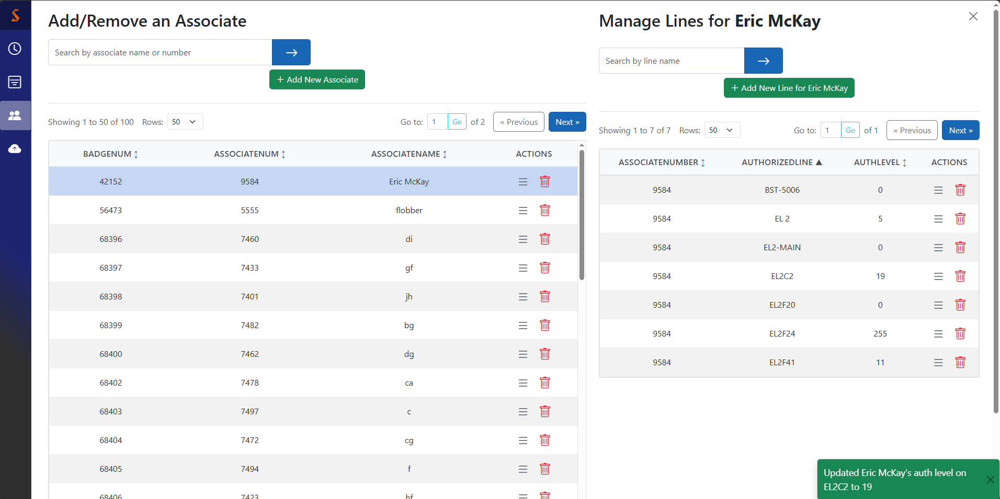 Add/Remove an Associate
Search by associate name or number
+ Add New Associate
Showing 1 to 50 of 100 Rows: 50 Go to: 1 Go of 2 « Previous Next »
BADGENUM ASSOCIATENUM ASSOCIATENAME ACTIONS
42152 9584 Eric McKay
56473 5555 flobber
68396 7460 di
68397 7433 gf
68398 7401 jh
68399 7482 bg
68400 7462 dg
68402 7478 ca
68403 7497 c
68404 7472 cg
68405 7494 f
68406 7423 hf
Manage Lines for Eric McKay
Search by line name
+ Add New Line for Eric McKay
Showing 1 to 7 of 7 Rows: 50 Go to: 1 Go of 1 « Previous Next »
ASSOCIATENUMBER AUTHORIZEDLINE AUTHLEVEL ACTIONS
9584 BST-5006 0
9584 EL 2 5
9584 EL2-MAIN 0
9584 EL2C2 19
9584 EL2F20 0
9584 EL2F24 255
9584 EL2F41 11
Updated Eric McKay's auth level on
EL2C2 to 19